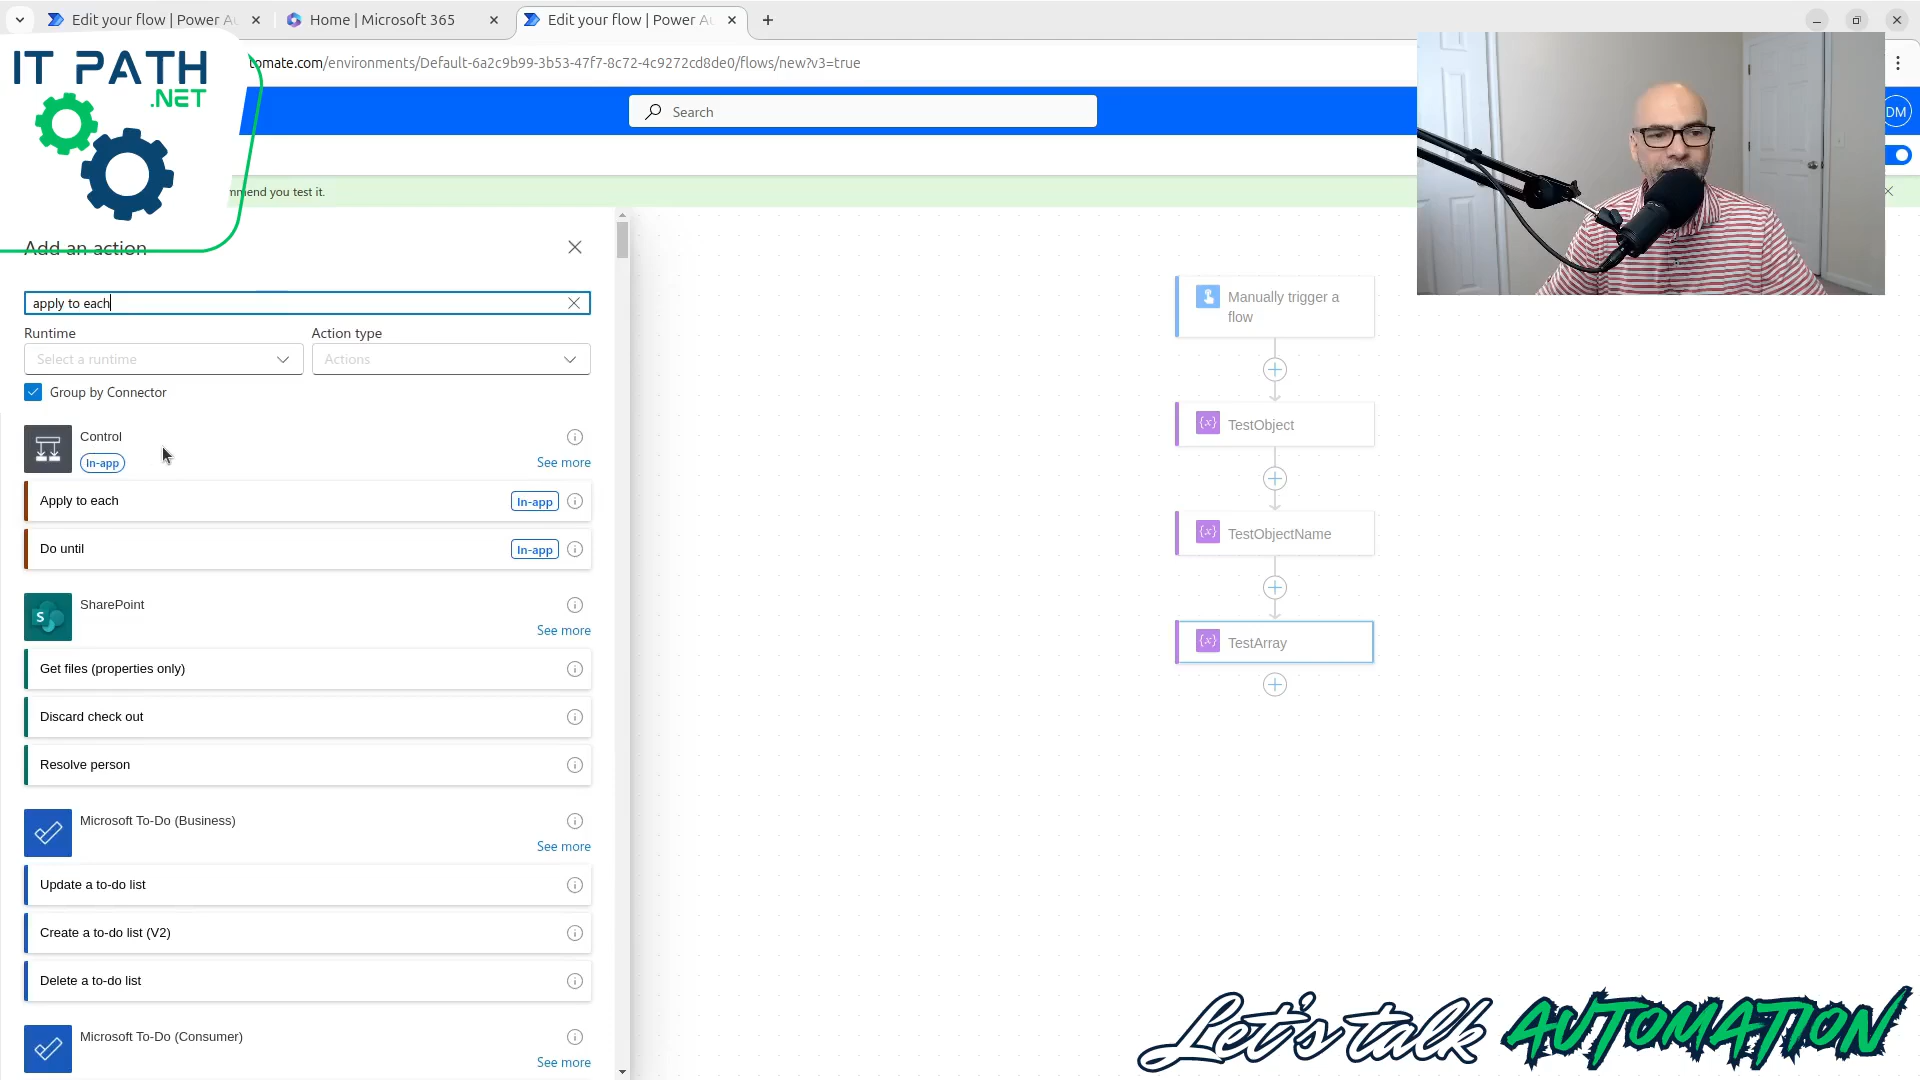 Edit your flow | Power Au
Home | Microsoft 365
Edit your flow | Power Au
IT PATH
.NET
tomate.com/environments/Default-6a2c9b99-3b53-47f7-8c72-4c9272cd8de0/flows/new?v3=true
Search
DM
mmend you test it.
Add an action
apply to each
Runtime
Action type
Select a runtime
Actions
Group by Connector
Control
In-app
See more
Apply to each
In-app
Do until
In-app
SharePoint
See more
Get files (properties only)
Discard check out
Resolve person
Microsoft To-Do (Business)
See more
Update a to-do list
Create a to-do list (V2)
Delete a to-do list
Microsoft To-Do (Consumer)
See more
Manually trigger a
flow
TestObject
TestObjectName
TestArray
Let's talk AUTOMATION